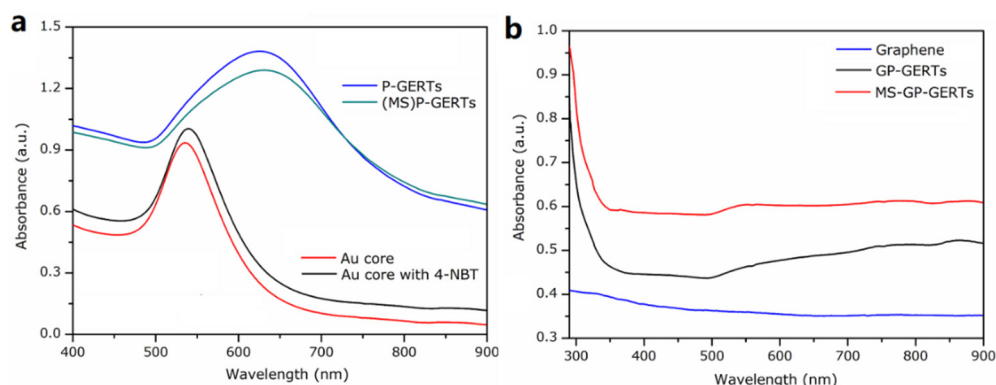 a
1.5
1.2
0.9
0.6
0.3
0.0
Absorbance (a.u.)
P-GERTs
(MS)P-GERTs
Au core
Au core with 4-NBT
400 500 600 700 800 900
Wavelength (nm)
b
1.0
0.9
0.8
0.7
0.6
0.5
0.4
0.3
Absorbance (a.u.)
Graphene
GP-GERTs
MS-GP-GERTs
300 400 500 600 700 800 900
Wavelength (nm)